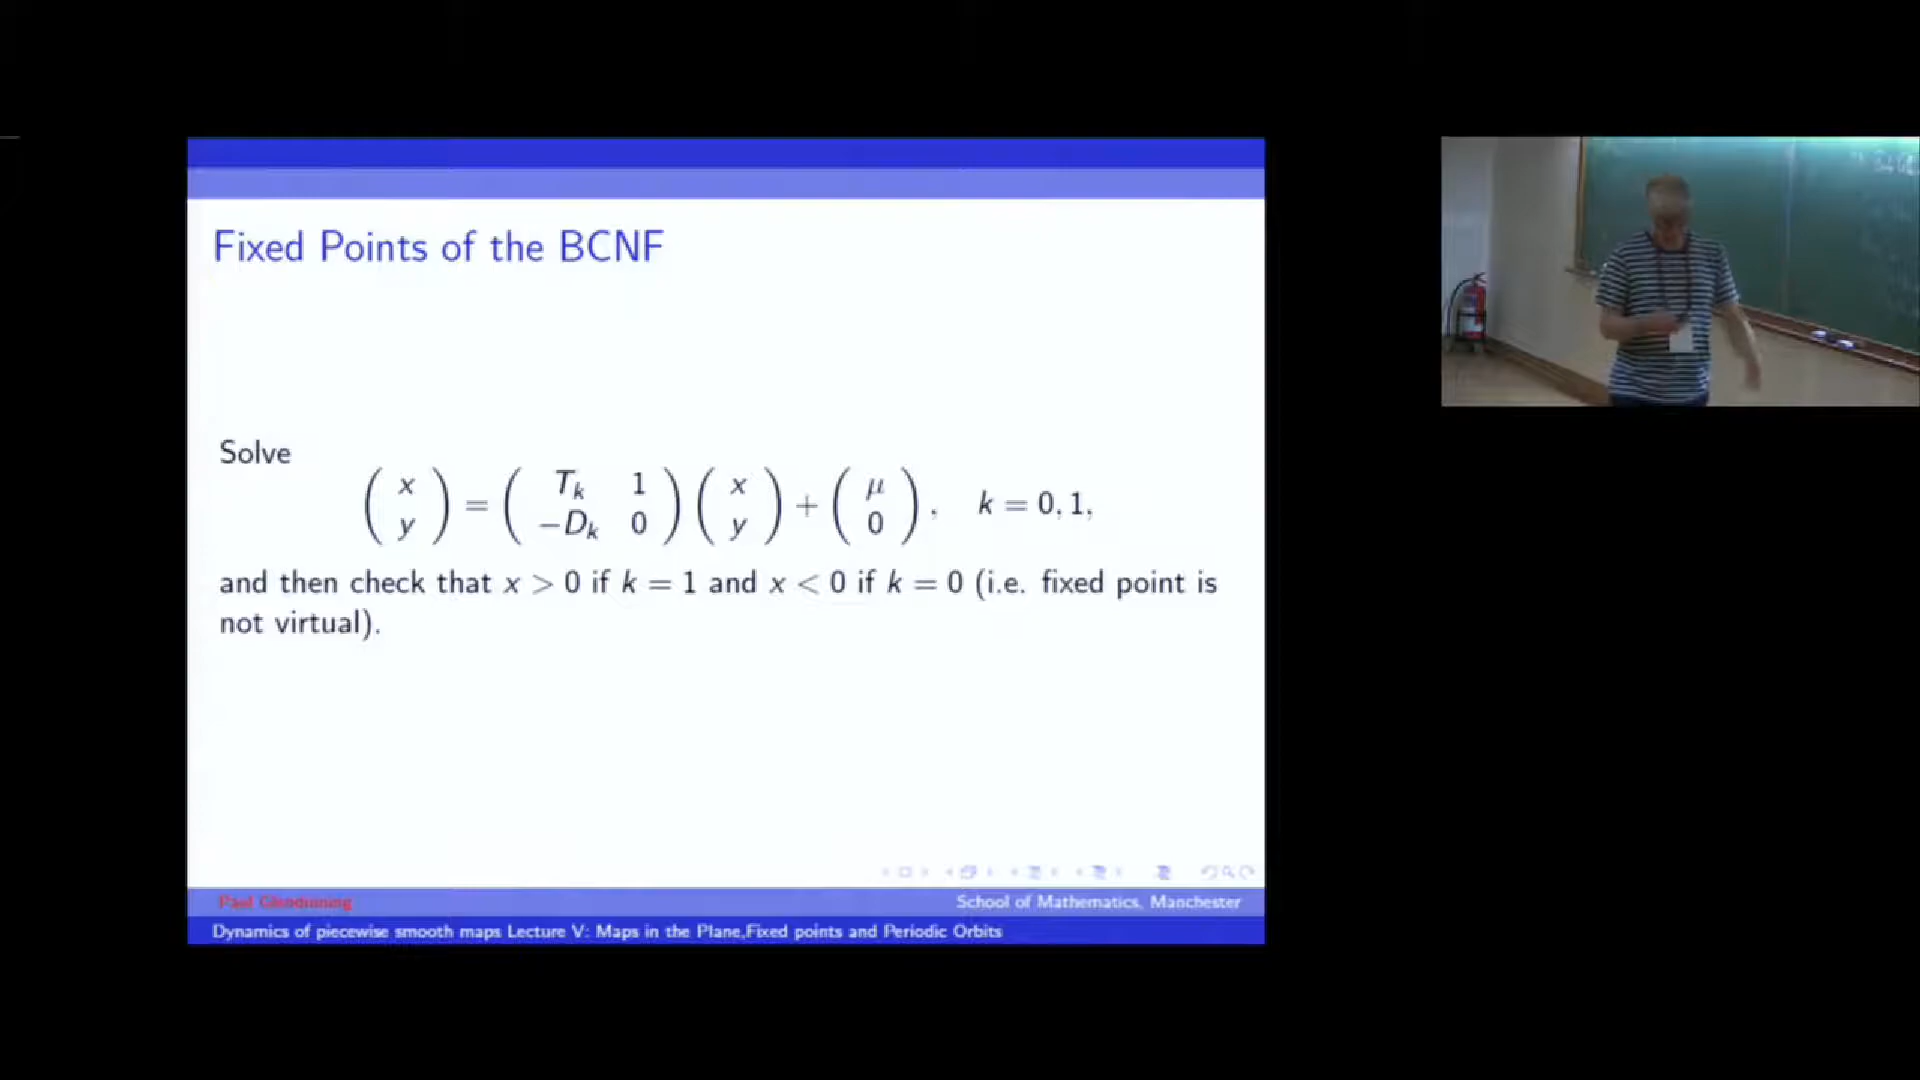 Fixed Points of the BCNF
Solve
( x y ) = ( T_k 1 −D_k 0 ) ( x y ) + ( μ 0 ) , k = 0, 1,
and then check that x > 0 if k = 1 and x < 0 if k = 0 (i.e. fixed point is
not virtual).
Paul Glendinning
School of Mathematics, Manchester
Dynamics of piecewise smooth maps Lecture V: Maps in the Plane,Fixed points and Periodic Orbits